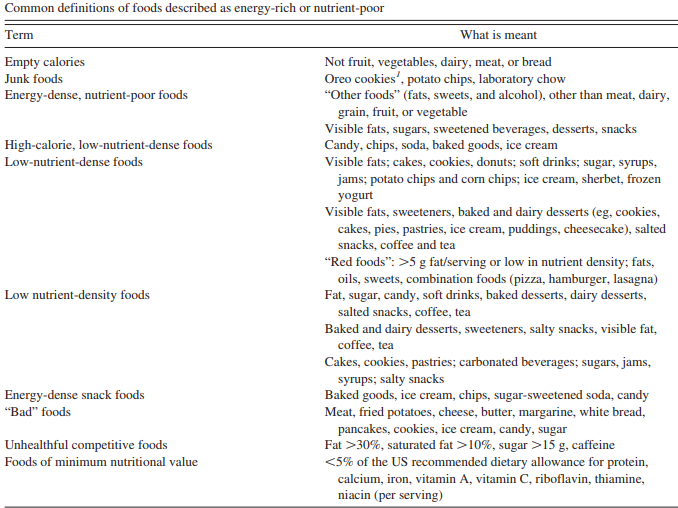 Common definitions of foods described as energy-rich or nutrient-poor
Term What is meant
Empty calories Not fruit, vegetables, dairy, meat, or bread
Junk foods Oreo cookies¹, potato chips, laboratory chow
Energy-dense, nutrient-poor foods “Other foods” (fats, sweets, and alcohol), other than meat, dairy,
grain, fruit, or vegetable
Visible fats, sugars, sweetened beverages, desserts, snacks
High-calorie, low-nutrient-dense foods Candy, chips, soda, baked goods, ice cream
Low-nutrient-dense foods Visible fats; cakes, cookies, donuts; soft drinks; sugar, syrups,
jams; potato chips and corn chips; ice cream, sherbet, frozen
yogurt
Visible fats, sweeteners, baked and dairy desserts (eg, cookies,
cakes, pies, pastries, ice cream, puddings, cheesecake), salted
snacks, coffee and tea
“Red foods”: >5 g fat/serving or low in nutrient density; fats,
oils, sweets, combination foods (pizza, hamburger, lasagna)
Low nutrient-density foods Fat, sugar, candy, soft drinks, baked desserts, dairy desserts,
salted snacks, coffee, tea
Baked and dairy desserts, sweeteners, salty snacks, visible fat,
coffee, tea
Cakes, cookies, pastries; carbonated beverages; sugars, jams,
syrups; salty snacks
Energy-dense snack foods Baked goods, ice cream, chips, sugar-sweetened soda, candy
“Bad” foods Meat, fried potatoes, cheese, butter, margarine, white bread,
pancakes, cookies, ice cream, candy, sugar
Unhealthful competitive foods Fat >30%, saturated fat >10%, sugar >15 g, caffeine
Foods of minimum nutritional value <5% of the US recommended dietary allowance for protein,
calcium, iron, vitamin A, vitamin C, riboflavin, thiamine,
niacin (per serving)